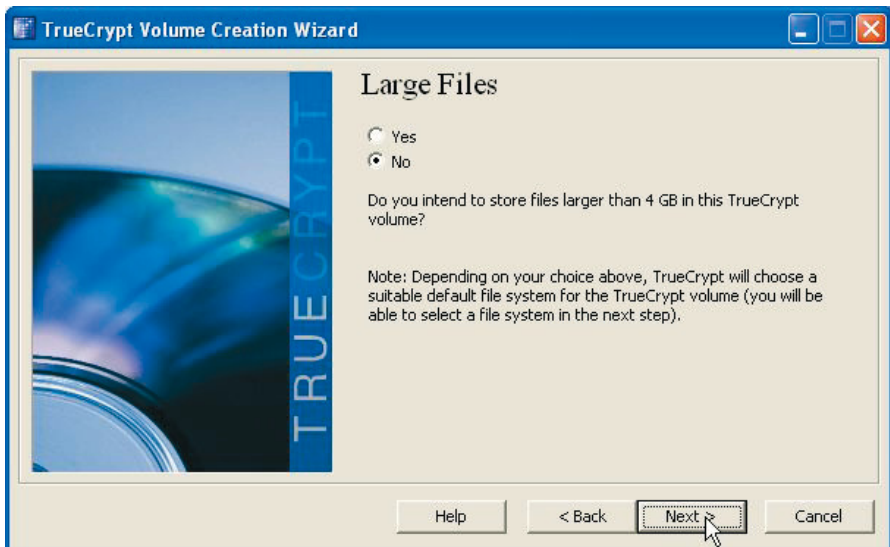 TrueCrypt Volume Creation Wizard
Large Files
Yes
No
Do you intend to store files larger than 4 GB in this TrueCrypt
volume?
Note: Depending on your choice above, TrueCrypt will choose a
suitable default file system for the TrueCrypt volume (you will be
able to select a file system in the next step).
TRUECRYPT
Help
< Back
Next >
Cancel